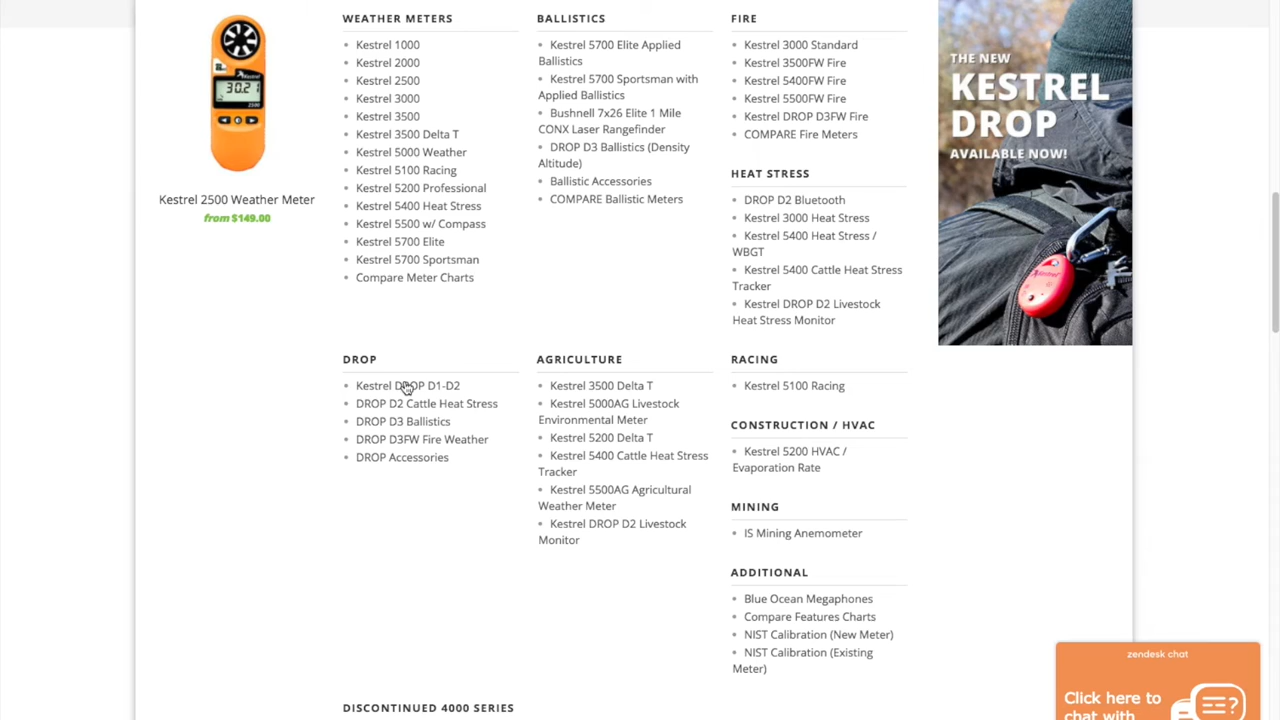 30.21
Kestrel
2500
Kestrel 2500 Weather Meter
from $149.00
WEATHER METERS
Kestrel 1000
Kestrel 2000
Kestrel 2500
Kestrel 3000
Kestrel 3500
Kestrel 3500 Delta T
Kestrel 5000 Weather
Kestrel 5100 Racing
Kestrel 5200 Professional
Kestrel 5400 Heat Stress
Kestrel 5500 w/ Compass
Kestrel 5700 Elite
Kestrel 5700 Sportsman
Compare Meter Charts
BALLISTICS
Kestrel 5700 Elite Applied
Ballistics
Kestrel 5700 Sportsman with
Applied Ballistics
Bushnell 7x26 Elite 1 Mile
CONX Laser Rangefinder
DROP D3 Ballistics (Density
Altitude)
Ballistic Accessories
COMPARE Ballistic Meters
FIRE
Kestrel 3000 Standard
Kestrel 3500FW Fire
Kestrel 5400FW Fire
Kestrel 5500FW Fire
Kestrel DROP D3FW Fire
COMPARE Fire Meters
HEAT STRESS
DROP D2 Bluetooth
Kestrel 3000 Heat Stress
Kestrel 5400 Heat Stress /
WBGT
Kestrel 5400 Cattle Heat Stress
Tracker
Kestrel DROP D2 Livestock
Heat Stress Monitor
THE NEW
KESTREL
DROP
AVAILABLE NOW!
Kestrel
DROP
Kestrel DROP D1-D2
DROP D2 Cattle Heat Stress
DROP D3 Ballistics
DROP D3FW Fire Weather
DROP Accessories
AGRICULTURE
Kestrel 3500 Delta T
Kestrel 5000AG Livestock
Environmental Meter
Kestrel 5200 Delta T
Kestrel 5400 Cattle Heat Stress
Tracker
Kestrel 5500AG Agricultural
Weather Meter
Kestrel DROP D2 Livestock
Monitor
RACING
Kestrel 5100 Racing
CONSTRUCTION / HVAC
Kestrel 5200 HVAC /
Evaporation Rate
MINING
IS Mining Anemometer
ADDITIONAL
Blue Ocean Megaphones
Compare Features Charts
NIST Calibration (New Meter)
NIST Calibration (Existing
Meter)
DISCONTINUED 4000 SERIES
zendesk chat
Click here to
chat with